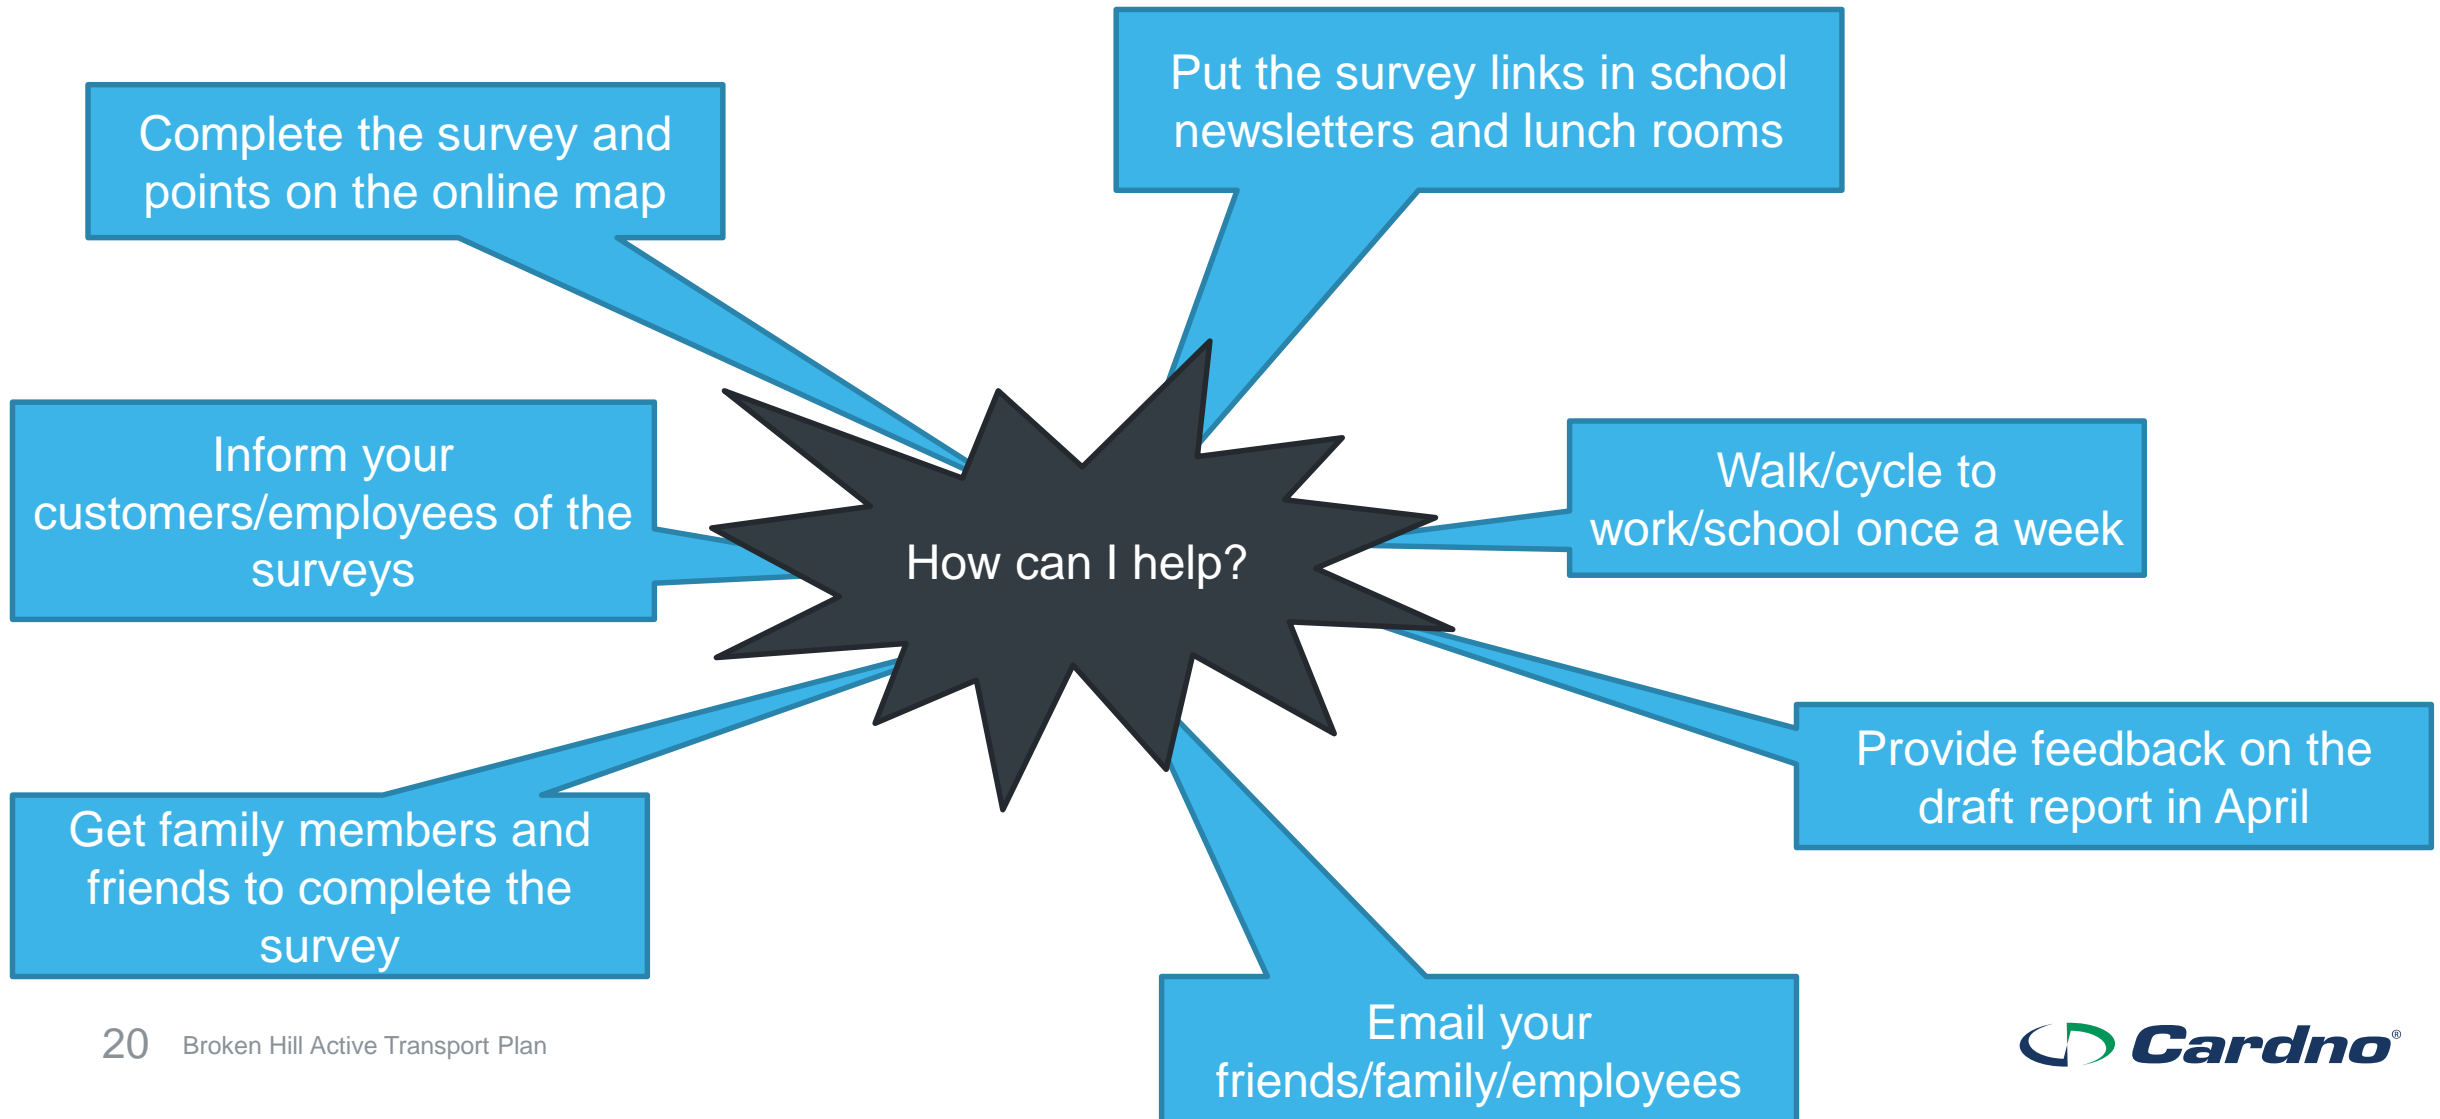 Put the survey links in school
newsletters and lunch rooms
Complete the survey and
points on the online map
Inform your
customers/employees of the
surveys
Walk/cycle to
work/school once a week
How can I help?
Provide feedback on the
draft report in April
Get family members and
friends to complete the
survey
Email your
friends/family/employees
20 Broken Hill Active Transport Plan
Cardno®